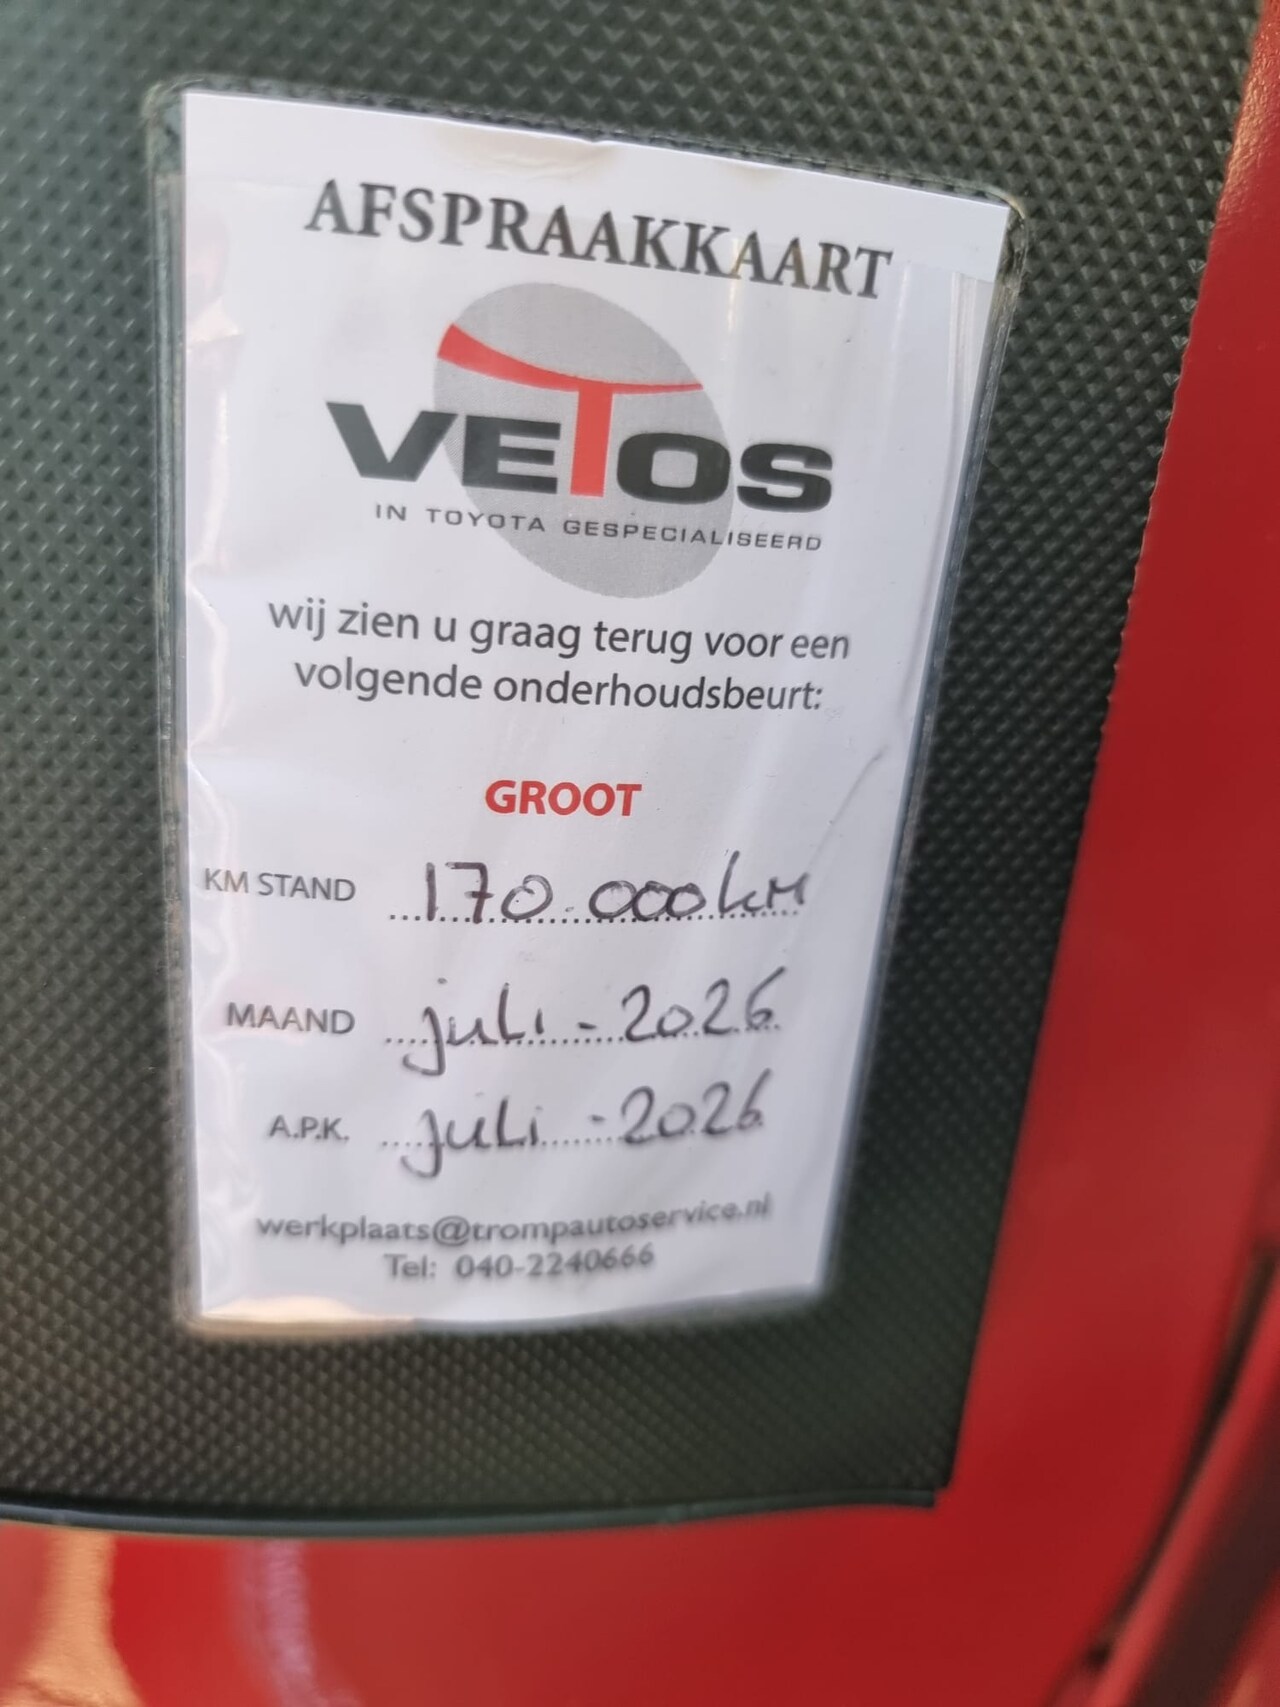 AFSPRAAKKAART
VETOS
IN TOYOTA GESPECIALISEERD
wij zien u graag terug voor een
volgende onderhoudsbeurt:
GROOT
KM STAND 170.000km
MAAND juli - 2026
A.P.K. juli - 2026
werkplaats@trompautoservice.nl
Tel: 040-2240666